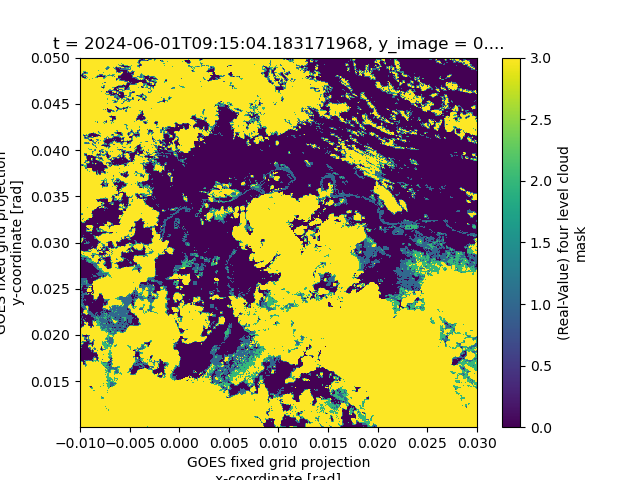 t = 2024-06-01T09:15:04.183171968, y_image = 0....
0.050
0.045
0.040
0.035
0.030
0.025
0.020
0.015
GOES fixed grid projection
y-coordinate [rad]
−0.010 −0.005 0.000 0.005 0.010 0.015 0.020 0.025 0.030
GOES fixed grid projection
x-coordinate [rad]
3.0
2.5
2.0
1.5
1.0
0.5
0.0
(Real-Value) four level cloud
mask